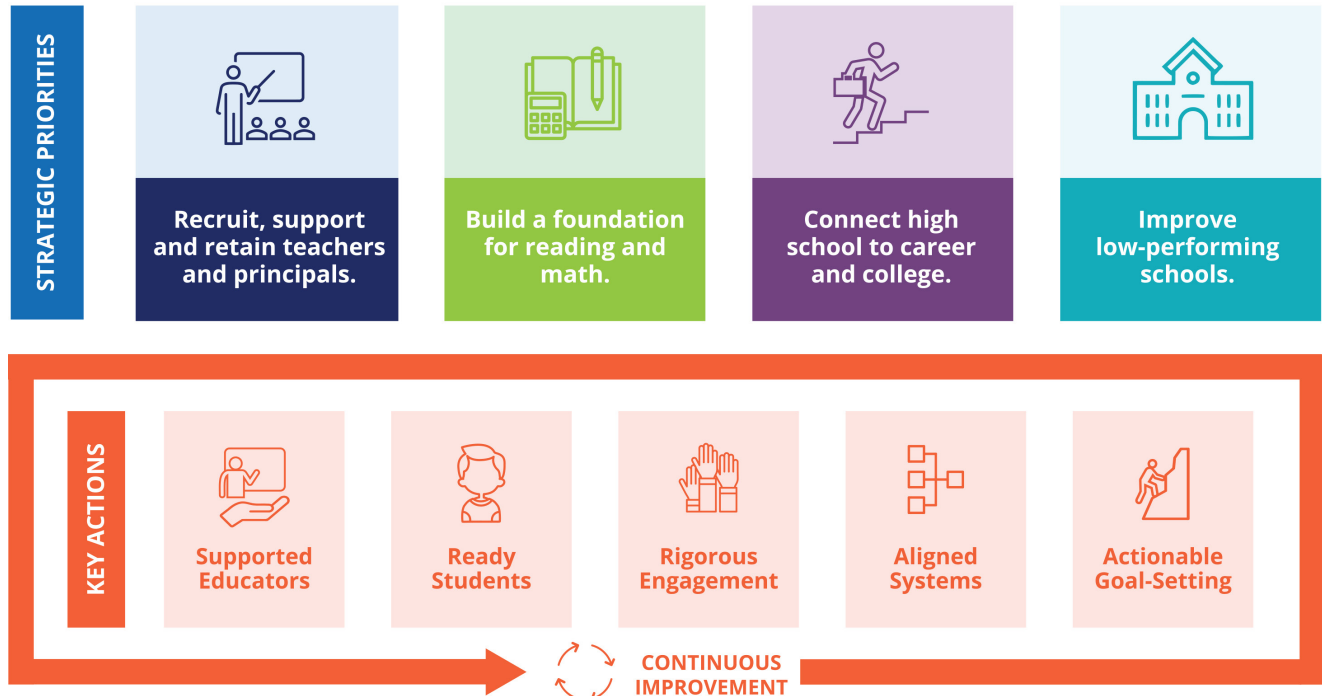 STRATEGIC PRIORITIES
Recruit, support
and retain teachers
and principals.
Build a foundation
for reading and
math.
Connect high
school to career
and college.
Improve
low-performing
schools.
KEY ACTIONS
Supported
Educators
Ready
Students
Rigorous
Engagement
Aligned
Systems
Actionable
Goal-Setting
CONTINUOUS
IMPROVEMENT